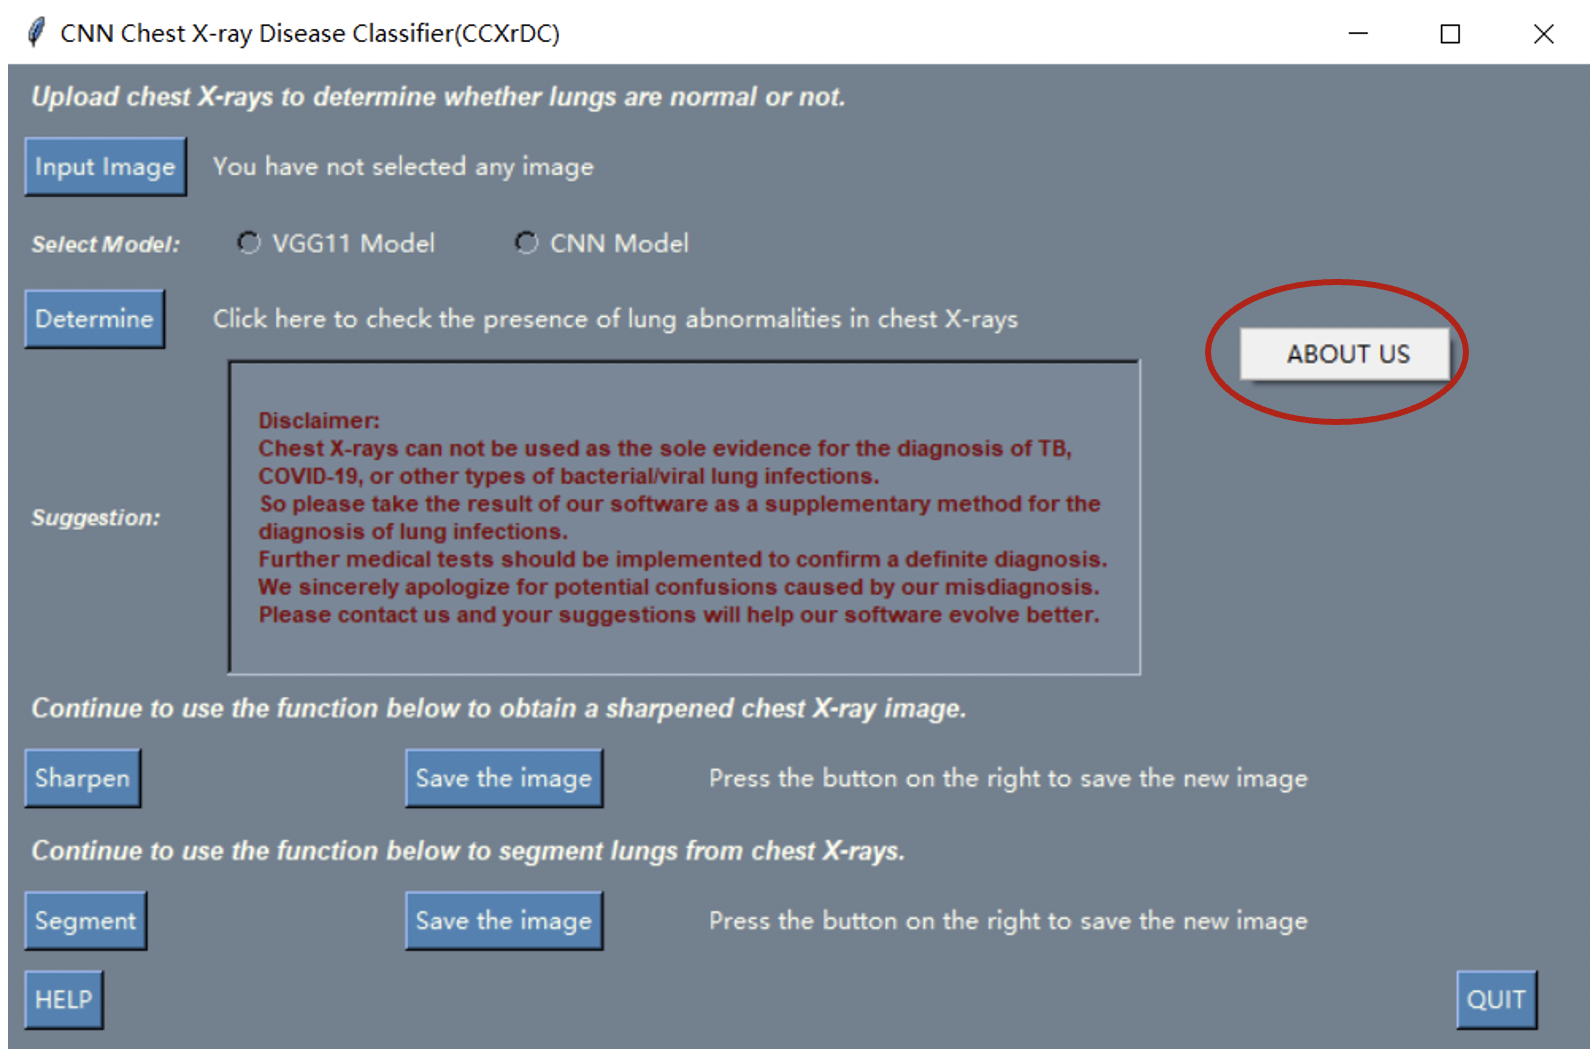 CNN Chest X-ray Disease Classifier(CCXrDC)
Upload chest X-rays to determine whether lungs are normal or not.
Input Image You have not selected any image
Select Model: VGG11 Model CNN Model
Determine Click here to check the presence of lung abnormalities in chest X-rays
ABOUT US
Disclaimer:
Chest X-rays can not be used as the sole evidence for the diagnosis of TB,
COVID-19, or other types of bacterial/viral lung infections.
So please take the result of our software as a supplementary method for the
diagnosis of lung infections.
Further medical tests should be implemented to confirm a definite diagnosis.
We sincerely apologize for potential confusions caused by our misdiagnosis.
Please contact us and your suggestions will help our software evolve better.
Suggestion:
Continue to use the function below to obtain a sharpened chest X-ray image.
Sharpen Save the image Press the button on the right to save the new image
Continue to use the function below to segment lungs from chest X-rays.
Segment Save the image Press the button on the right to save the new image
HELP QUIT